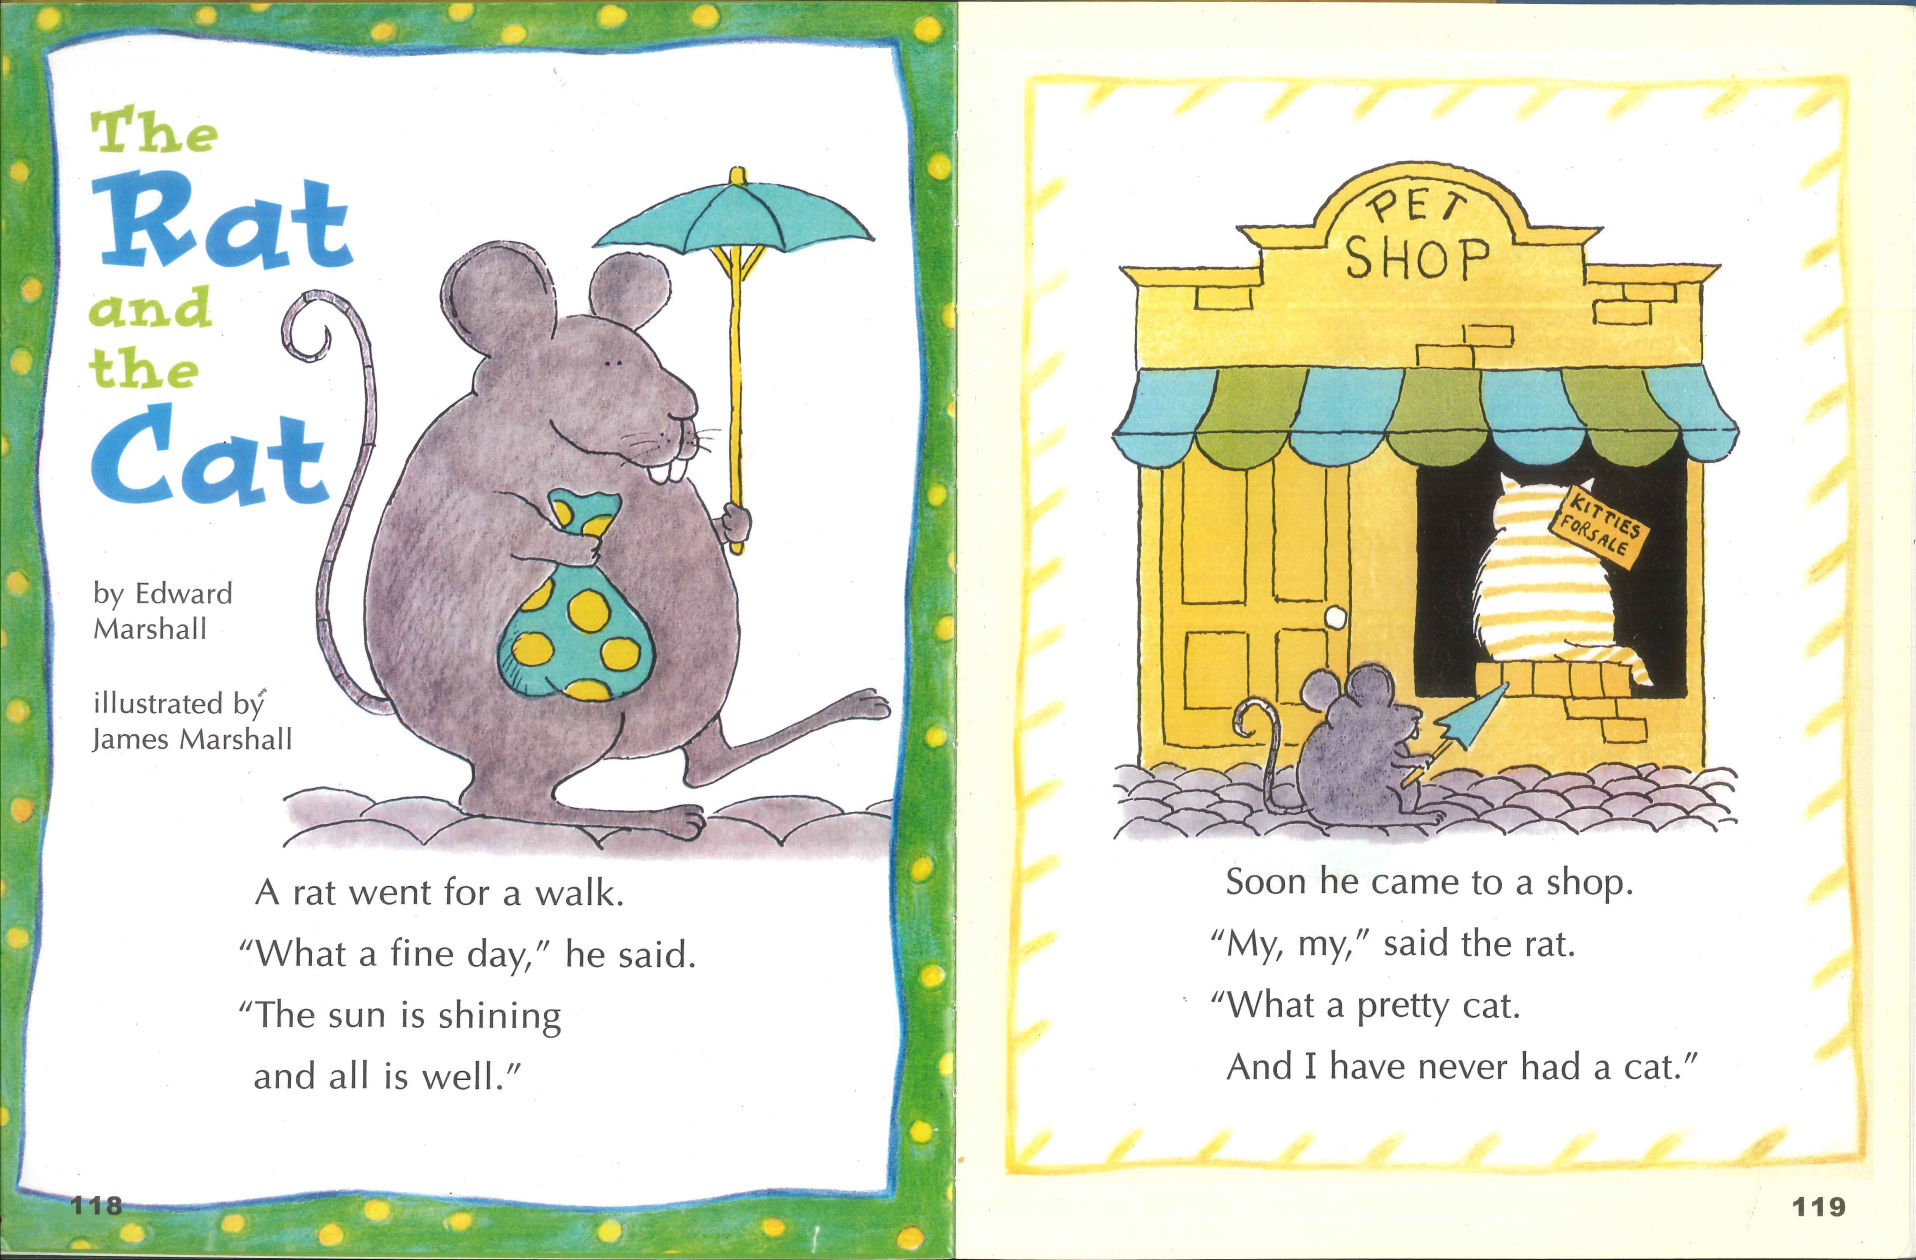 The
Rat
and
the
Cat
by Edward
Marshall
illustrated by
James Marshall
A rat went for a walk.
“What a fine day,” he said.
“The sun is shining
and all is well.”
118
PET
SHOP
KITTIES
FOR SALE
Soon he came to a shop.
“My, my,” said the rat.
“What a pretty cat.
And I have never had a cat.”
119